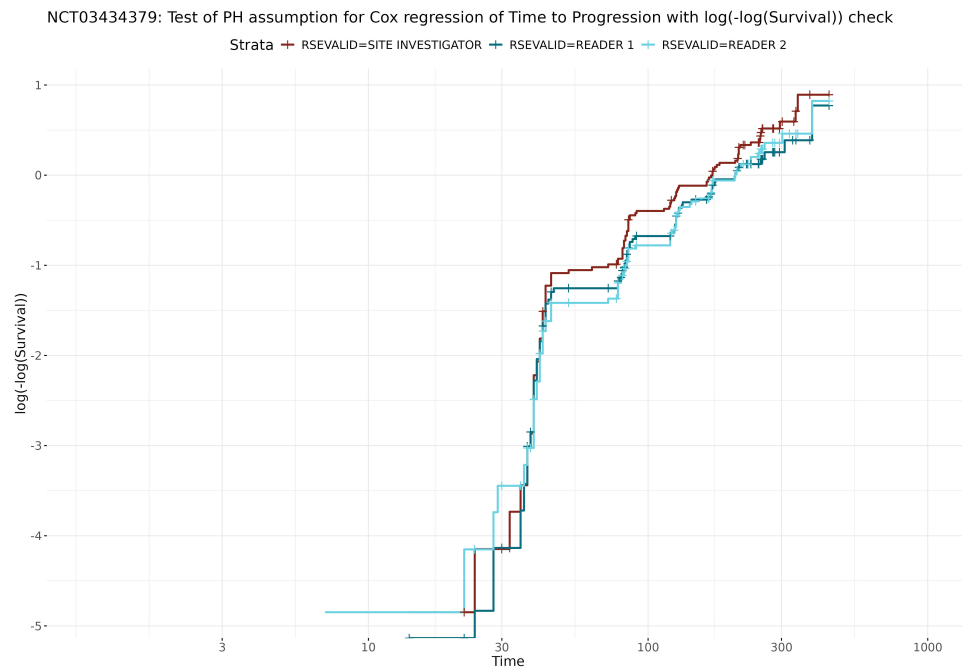 NCT03434379: Test of PH assumption for Cox regression of Time to Progression with log(-log(Survival)) check
Strata RSEVALID=SITE INVESTIGATOR RSEVALID=READER 1 RSEVALID=READER 2
log(-log(Survival))
1
0
-1
-2
-3
-4
-5
3 10 30 100 300 1000
Time